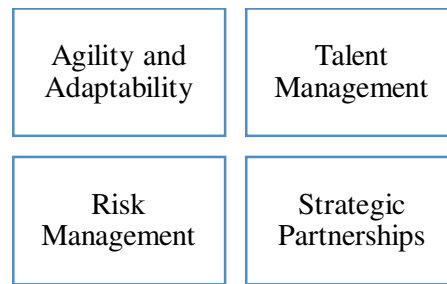 Agility and
Adaptability
Talent
Management
Risk
Management
Strategic
Partnerships